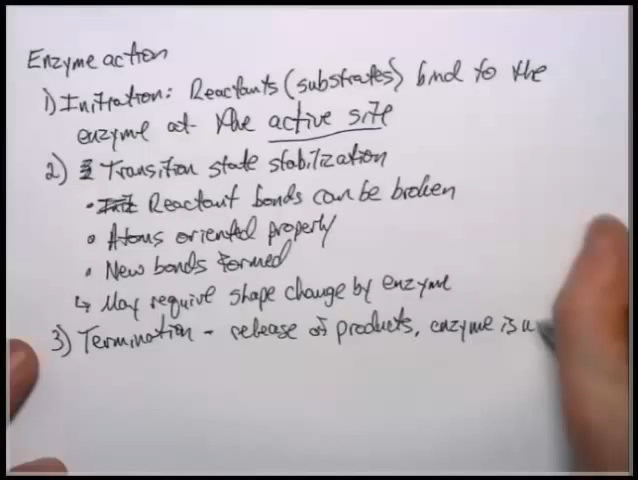 Enzyme action
1) Initiation: Reactants (substrates) bind to the
enzyme at the active site
2) Transition state stabilization
• Reactant bonds can be broken
• Atoms oriented properly
• New bonds formed
↳ May require shape change by enzyme
3) Termination - release of products, enzyme is